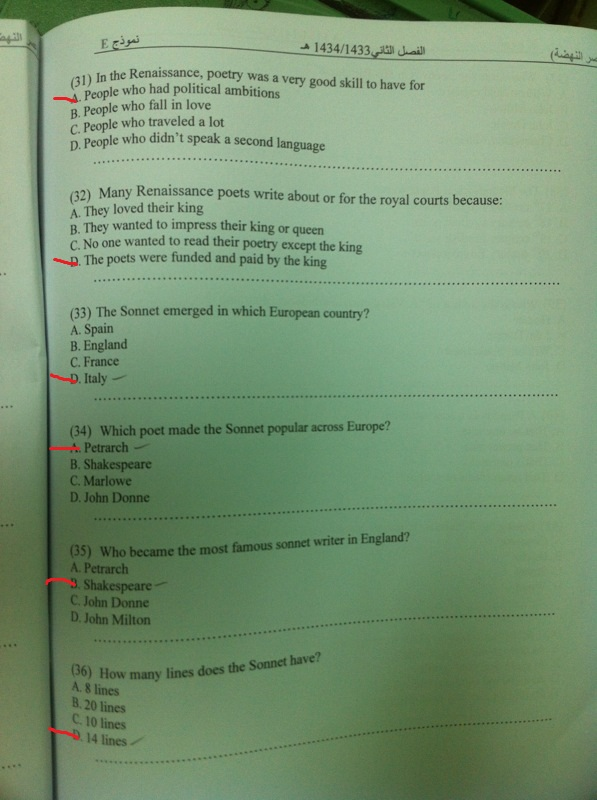 نموذج E
الفصل الثاني 1434/1433 هـ
(31) In the Renaissance, poetry was a very good skill to have for
A. People who had political ambitions
B. People who fall in love
C. People who traveled a lot
D. People who didn't speak a second language
(32) Many Renaissance poets write about or for the royal courts because:
A. They loved their king
B. They wanted to impress their king or queen
C. No one wanted to read their poetry except the king
D. The poets were funded and paid by the king
(33) The Sonnet emerged in which European country?
A. Spain
B. England
C. France
D. Italy
(34) Which poet made the Sonnet popular across Europe?
A. Petrarch
B. Shakespeare
C. Marlowe
D. John Donne
(35) Who became the most famous sonnet writer in England?
A. Petrarch
B. Shakespeare
C. John Donne
D. John Milton
(36) How many lines does the Sonnet have?
A. 8 lines
B. 20 lines
C. 10 lines
D. 14 lines